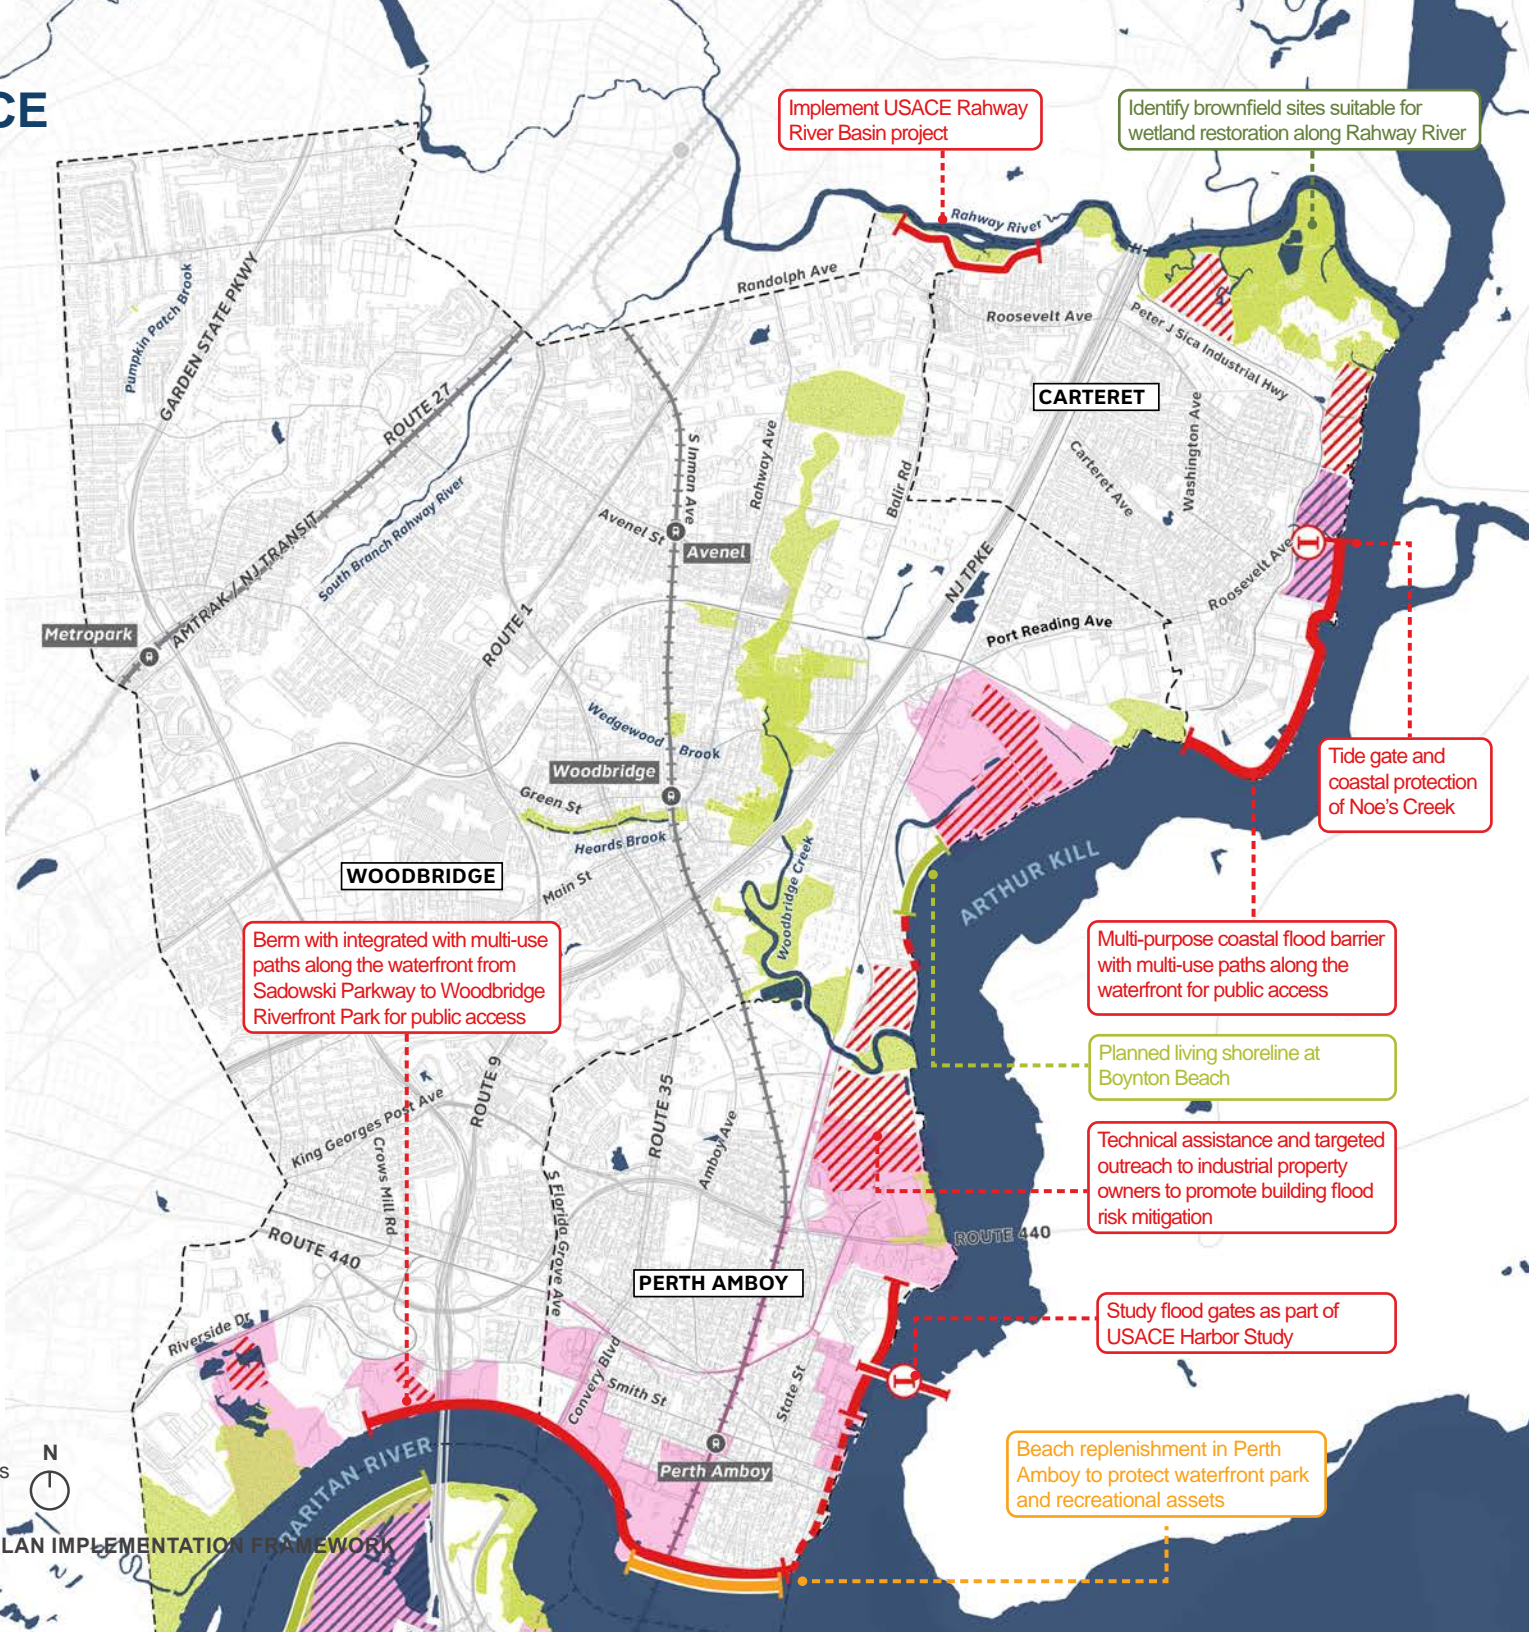 CE
Implement USACE Rahway
River Basin project
Identify brownfield sites suitable for
wetland restoration along Rahway River
Rahway River
Randolph Ave
Roosevelt Ave
Peter J Sica Industrial Hwy
Pumpkin Patch Brook
GARDEN STATE PKWY
ROUTE 27
CARTERET
Washington Ave
Carteret Ave
S Inman Ave
Rahway Ave
Balir Rd
South Branch Rahway River
Avenel St
Avenel
AMTRAK / NJ TRANSIT
NJ TPKE
Roosevelt Ave
Metropark
ROUTE 1
Port Reading Ave
Wedgewood Brook
Woodbridge
Green St
Heards Brook
Tide gate and
coastal protection
of Noe's Creek
WOODBRIDGE
Main St
Woodbridge Creek
ARTHUR KILL
Berm with integrated with multi-use
paths along the waterfront from
Sadowski Parkway to Woodbridge
Riverfront Park for public access
Multi-purpose coastal flood barrier
with multi-use paths along the
waterfront for public access
Planned living shoreline at
Boynton Beach
King Georges Post Ave
Crows Mill Rd
ROUTE 9
ROUTE 35
Amboy Ave
Technical assistance and targeted
outreach to industrial property
owners to promote building flood
risk mitigation
S Florida Grove Ave
ROUTE 440
ROUTE 440
PERTH AMBOY
Riverside Dr
Study flood gates as part of
USACE Harbor Study
Convery Blvd
Smith St
State St
Perth Amboy
RARITAN RIVER
Beach replenishment in Perth
Amboy to protect waterfront park
and recreational assets
N
s
LAN IMPLEMENTATION FRAMEWORK